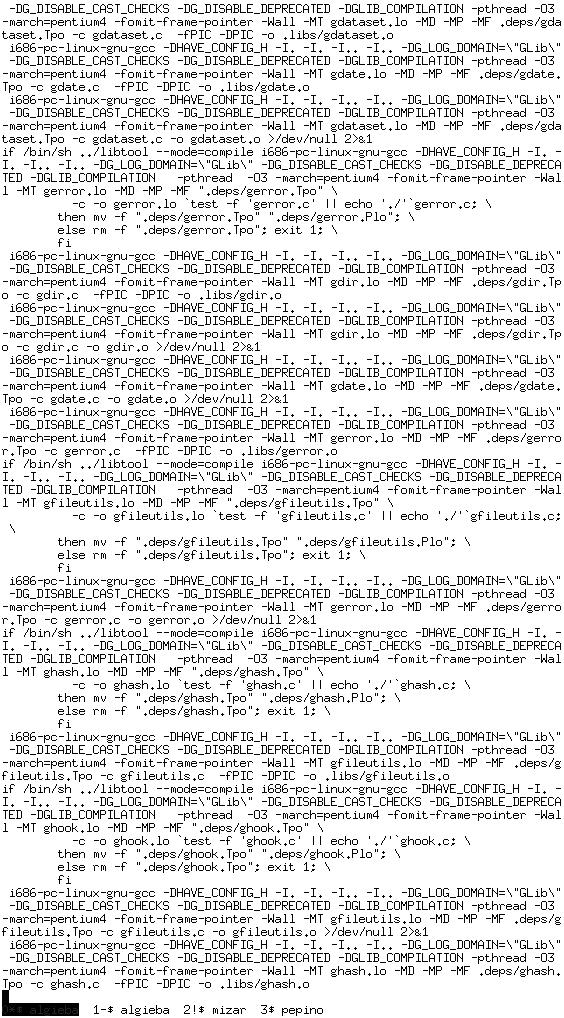 -DG_DISABLE_CAST_CHECKS -DG_DISABLE_DEPRECATED -DGLIB_COMPILATION -pthread -O3
-march=pentium4 -fomit-frame-pointer -Wall -MT gdataset.lo -MD -MP -MF .deps/gda
taset.Tpo -c gdataset.c  -fPIC -DPIC -o .libs/gdataset.o
 i686-pc-linux-gnu-gcc -DHAVE_CONFIG_H -I. -I. -I.. -I.. -DG_LOG_DOMAIN=\"GLib\"
 -DG_DISABLE_CAST_CHECKS -DG_DISABLE_DEPRECATED -DGLIB_COMPILATION -pthread -O3
-march=pentium4 -fomit-frame-pointer -Wall -MT gdate.lo -MD -MP -MF .deps/gdate.
Tpo -c gdate.c  -fPIC -DPIC -o .libs/gdate.o
 i686-pc-linux-gnu-gcc -DHAVE_CONFIG_H -I. -I. -I.. -I.. -DG_LOG_DOMAIN=\"GLib\"
 -DG_DISABLE_CAST_CHECKS -DG_DISABLE_DEPRECATED -DGLIB_COMPILATION -pthread -O3
-march=pentium4 -fomit-frame-pointer -Wall -MT gdataset.lo -MD -MP -MF .deps/gda
taset.Tpo -c gdataset.c -o gdataset.o >/dev/null 2>&1
if /bin/sh ../libtool --mode=compile i686-pc-linux-gnu-gcc -DHAVE_CONFIG_H -I. -
I. -I.. -I.. -DG_LOG_DOMAIN=\"GLib\" -DG_DISABLE_CAST_CHECKS -DG_DISABLE_DEPRECA
TED -DGLIB_COMPILATION   -pthread  -O3 -march=pentium4 -fomit-frame-pointer -Wal
l -MT gerror.lo -MD -MP -MF ".deps/gerror.Tpo" \
          -c -o gerror.lo `test -f 'gerror.c' || echo './'`gerror.c; \
        then mv -f ".deps/gerror.Tpo" ".deps/gerror.Plo"; \
        else rm -f ".deps/gerror.Tpo"; exit 1; \
        fi
 i686-pc-linux-gnu-gcc -DHAVE_CONFIG_H -I. -I. -I.. -I.. -DG_LOG_DOMAIN=\"GLib\"
 -DG_DISABLE_CAST_CHECKS -DG_DISABLE_DEPRECATED -DGLIB_COMPILATION -pthread -O3
-march=pentium4 -fomit-frame-pointer -Wall -MT gdir.lo -MD -MP -MF .deps/gdir.Tp
o -c gdir.c  -fPIC -DPIC -o .libs/gdir.o
 i686-pc-linux-gnu-gcc -DHAVE_CONFIG_H -I. -I. -I.. -I.. -DG_LOG_DOMAIN=\"GLib\"
 -DG_DISABLE_CAST_CHECKS -DG_DISABLE_DEPRECATED -DGLIB_COMPILATION -pthread -O3
-march=pentium4 -fomit-frame-pointer -Wall -MT gdir.lo -MD -MP -MF .deps/gdir.Tp
o -c gdir.c -o gdir.o >/dev/null 2>&1
 i686-pc-linux-gnu-gcc -DHAVE_CONFIG_H -I. -I. -I.. -I.. -DG_LOG_DOMAIN=\"GLib\"
 -DG_DISABLE_CAST_CHECKS -DG_DISABLE_DEPRECATED -DGLIB_COMPILATION -pthread -O3
-march=pentium4 -fomit-frame-pointer -Wall -MT gdate.lo -MD -MP -MF .deps/gdate.
Tpo -c gdate.c -o gdate.o >/dev/null 2>&1
 i686-pc-linux-gnu-gcc -DHAVE_CONFIG_H -I. -I. -I.. -I.. -DG_LOG_DOMAIN=\"GLib\"
 -DG_DISABLE_CAST_CHECKS -DG_DISABLE_DEPRECATED -DGLIB_COMPILATION -pthread -O3
-march=pentium4 -fomit-frame-pointer -Wall -MT gerror.lo -MD -MP -MF .deps/gerro
r.Tpo -c gerror.c  -fPIC -DPIC -o .libs/gerror.o
if /bin/sh ../libtool --mode=compile i686-pc-linux-gnu-gcc -DHAVE_CONFIG_H -I. -
I. -I.. -I.. -DG_LOG_DOMAIN=\"GLib\" -DG_DISABLE_CAST_CHECKS -DG_DISABLE_DEPRECA
TED -DGLIB_COMPILATION   -pthread  -O3 -march=pentium4 -fomit-frame-pointer -Wal
l -MT gfileutils.lo -MD -MP -MF ".deps/gfileutils.Tpo" \
          -c -o gfileutils.lo `test -f 'gfileutils.c' || echo './'`gfileutils.c;
\
        then mv -f ".deps/gfileutils.Tpo" ".deps/gfileutils.Plo"; \
        else rm -f ".deps/gfileutils.Tpo"; exit 1; \
        fi
 i686-pc-linux-gnu-gcc -DHAVE_CONFIG_H -I. -I. -I.. -I.. -DG_LOG_DOMAIN=\"GLib\"
 -DG_DISABLE_CAST_CHECKS -DG_DISABLE_DEPRECATED -DGLIB_COMPILATION -pthread -O3
-march=pentium4 -fomit-frame-pointer -Wall -MT gerror.lo -MD -MP -MF .deps/gerro
r.Tpo -c gerror.c -o gerror.o >/dev/null 2>&1
if /bin/sh ../libtool --mode=compile i686-pc-linux-gnu-gcc -DHAVE_CONFIG_H -I. -
I. -I.. -I.. -DG_LOG_DOMAIN=\"GLib\" -DG_DISABLE_CAST_CHECKS -DG_DISABLE_DEPRECA
TED -DGLIB_COMPILATION   -pthread  -O3 -march=pentium4 -fomit-frame-pointer -Wal
l -MT ghash.lo -MD -MP -MF ".deps/ghash.Tpo" \
          -c -o ghash.lo `test -f 'ghash.c' || echo './'`ghash.c; \
        then mv -f ".deps/ghash.Tpo" ".deps/ghash.Plo"; \
        else rm -f ".deps/ghash.Tpo"; exit 1; \
        fi
 i686-pc-linux-gnu-gcc -DHAVE_CONFIG_H -I. -I. -I.. -I.. -DG_LOG_DOMAIN=\"GLib\"
 -DG_DISABLE_CAST_CHECKS -DG_DISABLE_DEPRECATED -DGLIB_COMPILATION -pthread -O3
-march=pentium4 -fomit-frame-pointer -Wall -MT gfileutils.lo -MD -MP -MF .deps/g
fileutils.Tpo -c gfileutils.c  -fPIC -DPIC -o .libs/gfileutils.o
if /bin/sh ../libtool --mode=compile i686-pc-linux-gnu-gcc -DHAVE_CONFIG_H -I. -
I. -I.. -I.. -DG_LOG_DOMAIN=\"GLib\" -DG_DISABLE_CAST_CHECKS -DG_DISABLE_DEPRECA
TED -DGLIB_COMPILATION   -pthread  -O3 -march=pentium4 -fomit-frame-pointer -Wal
l -MT ghook.lo -MD -MP -MF ".deps/ghook.Tpo" \
          -c -o ghook.lo `test -f 'ghook.c' || echo './'`ghook.c; \
        then mv -f ".deps/ghook.Tpo" ".deps/ghook.Plo"; \
        else rm -f ".deps/ghook.Tpo"; exit 1; \
        fi
 i686-pc-linux-gnu-gcc -DHAVE_CONFIG_H -I. -I. -I.. -I.. -DG_LOG_DOMAIN=\"GLib\"
 -DG_DISABLE_CAST_CHECKS -DG_DISABLE_DEPRECATED -DGLIB_COMPILATION -pthread -O3
-march=pentium4 -fomit-frame-pointer -Wall -MT gfileutils.lo -MD -MP -MF .deps/g
fileutils.Tpo -c gfileutils.c -o gfileutils.o >/dev/null 2>&1
 i686-pc-linux-gnu-gcc -DHAVE_CONFIG_H -I. -I. -I.. -I.. -DG_LOG_DOMAIN=\"GLib\"
 -DG_DISABLE_CAST_CHECKS -DG_DISABLE_DEPRECATED -DGLIB_COMPILATION -pthread -O3
-march=pentium4 -fomit-frame-pointer -Wall -MT ghash.lo -MD -MP -MF .deps/ghash.
Tpo -c ghash.c  -fPIC -DPIC -o .libs/ghash.o
0*$ algieba  1-$ algieba  2!$ mizar  3$ pepino